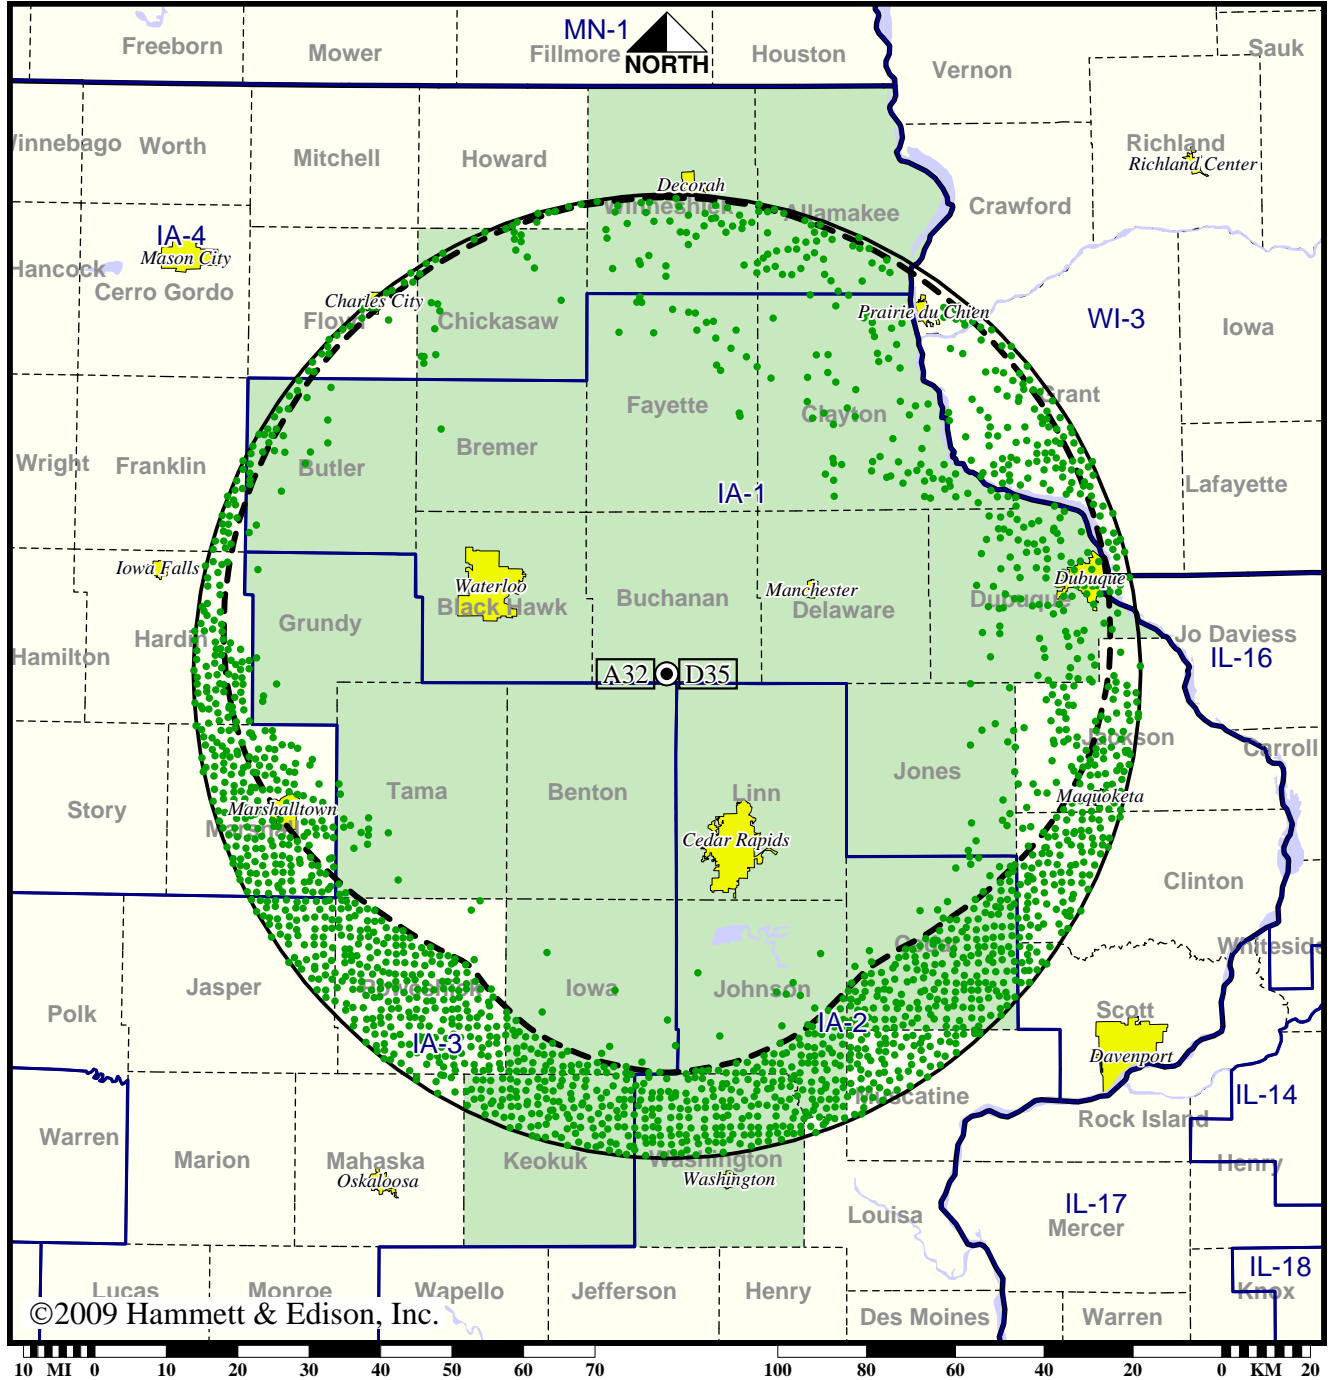 MN-1
Freeborn
Mower
Fillmore
NORTH
Houston
Vernon
Sauk
Winnebago
Worth
Mitchell
Howard
Richland
Richland Center
Decorah
Winneshiek
Allamakee
Crawford
IA-4
Mason City
Hancock
Cerro Gordo
Charles City
Floyd
Chickasaw
Prairie du Chien
WI-3
Iowa
Fayette
Clayton
Grant
Wright
Franklin
Butler
Bremer
IA-1
Lafayette
Iowa Falls
Waterloo
Black Hawk
Buchanan
Manchester
Delaware
Dubuque
Dubuque
Grundy
Hardin
Hamilton
Jo Daviess
IL-16
A32
D35
Jackson
Carroll
Story
Marshalltown
Marshall
Tama
Benton
Linn
Jones
Maquoketa
Cedar Rapids
Clinton
Cedar
Whiteside
Polk
Jasper
Poweshiek
Iowa
Johnson
IA-2
IA-3
Scott
Davenport
IL-14
Muscatine
Rock Island
Warren
Marion
Mahaska
Oskaloosa
Keokuk
Washington
Washington
Henry
Louisa
IL-17
Mercer
IL-18
Knox
Lucas
Monroe
Wapello
Jefferson
Henry
Des Moines
Warren
©2009 Hammett & Edison, Inc.
10 MI 0 10 20 30 40 50 60 70
100 80 60 40 20 0 KM 20